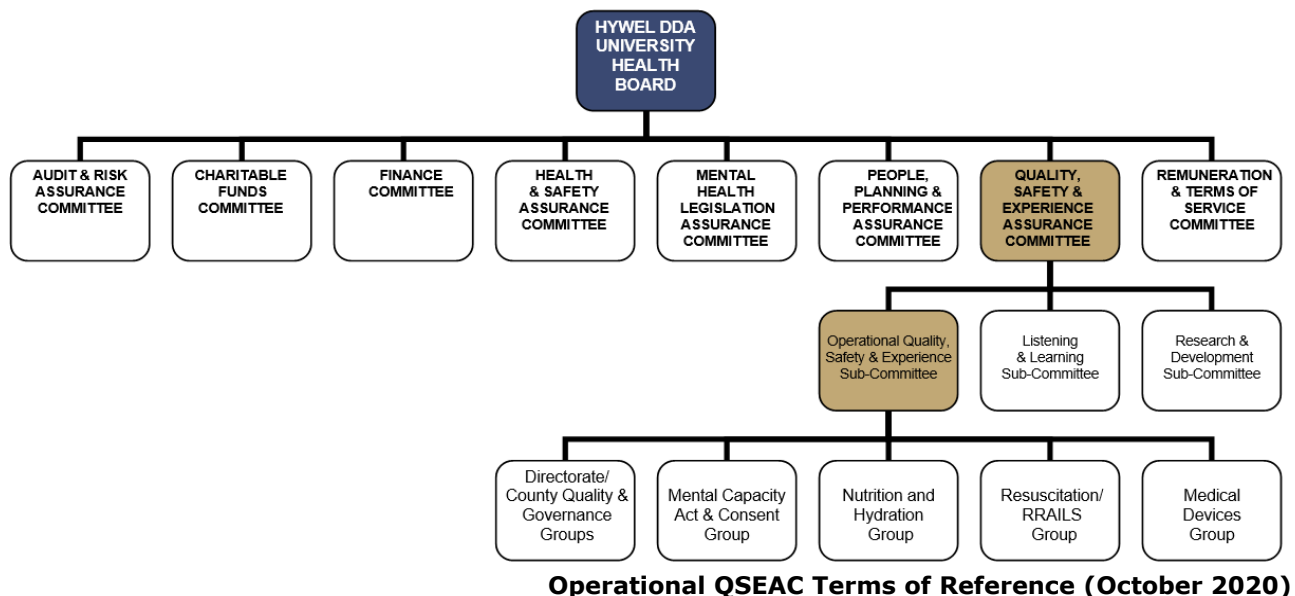 HYWEL DDA
UNIVERSITY
HEALTH
BOARD
AUDIT & RISK
ASSURANCE
COMMITTEE
CHARITABLE
FUNDS
COMMITTEE
FINANCE
COMMITTEE
HEALTH
& SAFETY
ASSURANCE
COMMITTEE
MENTAL
HEALTH
LEGISLATION
ASSURANCE
COMMITTEE
PEOPLE,
PLANNING &
PERFORMANCE
ASSURANCE
COMMITTEE
QUALITY,
SAFETY &
EXPERIENCE
ASSURANCE
COMMITTEE
REMUNERATION
& TERMS OF
SERVICE
COMMITTEE
Operational Quality,
Safety & Experience
Sub-Committee
Listening
& Learning
Sub-Committee
Research &
Development
Sub-Committee
Directorate/
County Quality &
Governance
Groups
Mental Capacity
Act & Consent
Group
Nutrition and
Hydration
Group
Resuscitation/
RRAILS
Group
Medical
Devices
Group
Operational QSEAC Terms of Reference (October 2020)